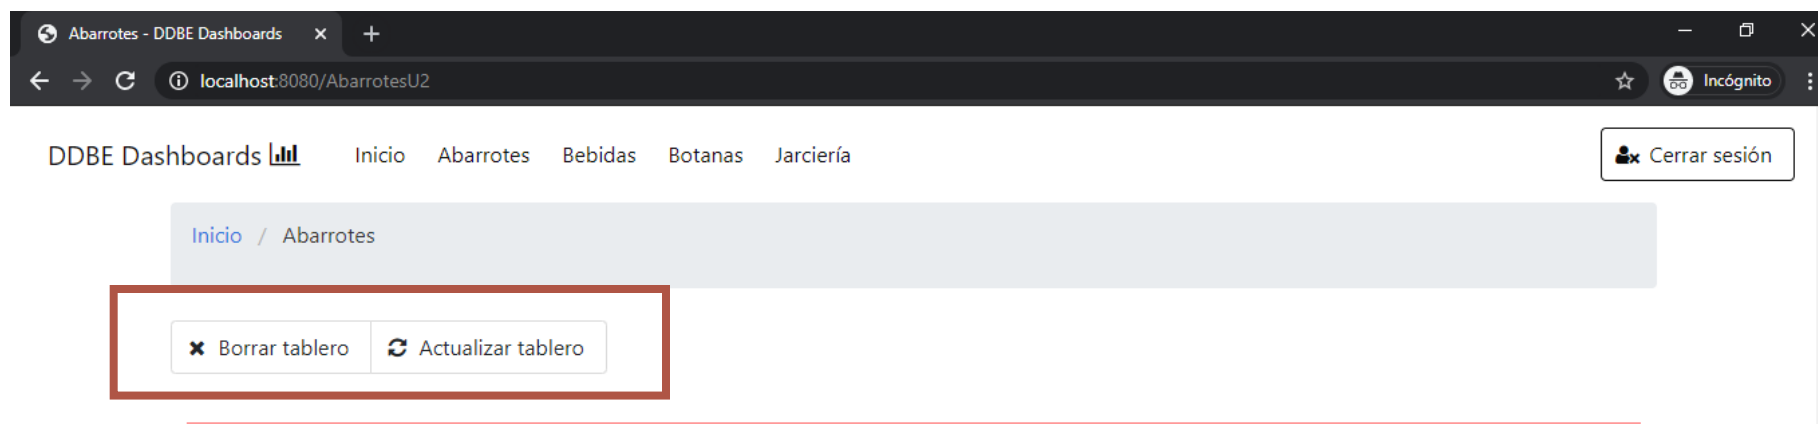 Abarrotes - DDBE Dashboards
localhost:8080/AbarrotesU2
Incógnito
DDBE Dashboards Inicio Abarrotes Bebidas Botanas Jarciería Cerrar sesión
Inicio / Abarrotes
Borrar tablero Actualizar tablero